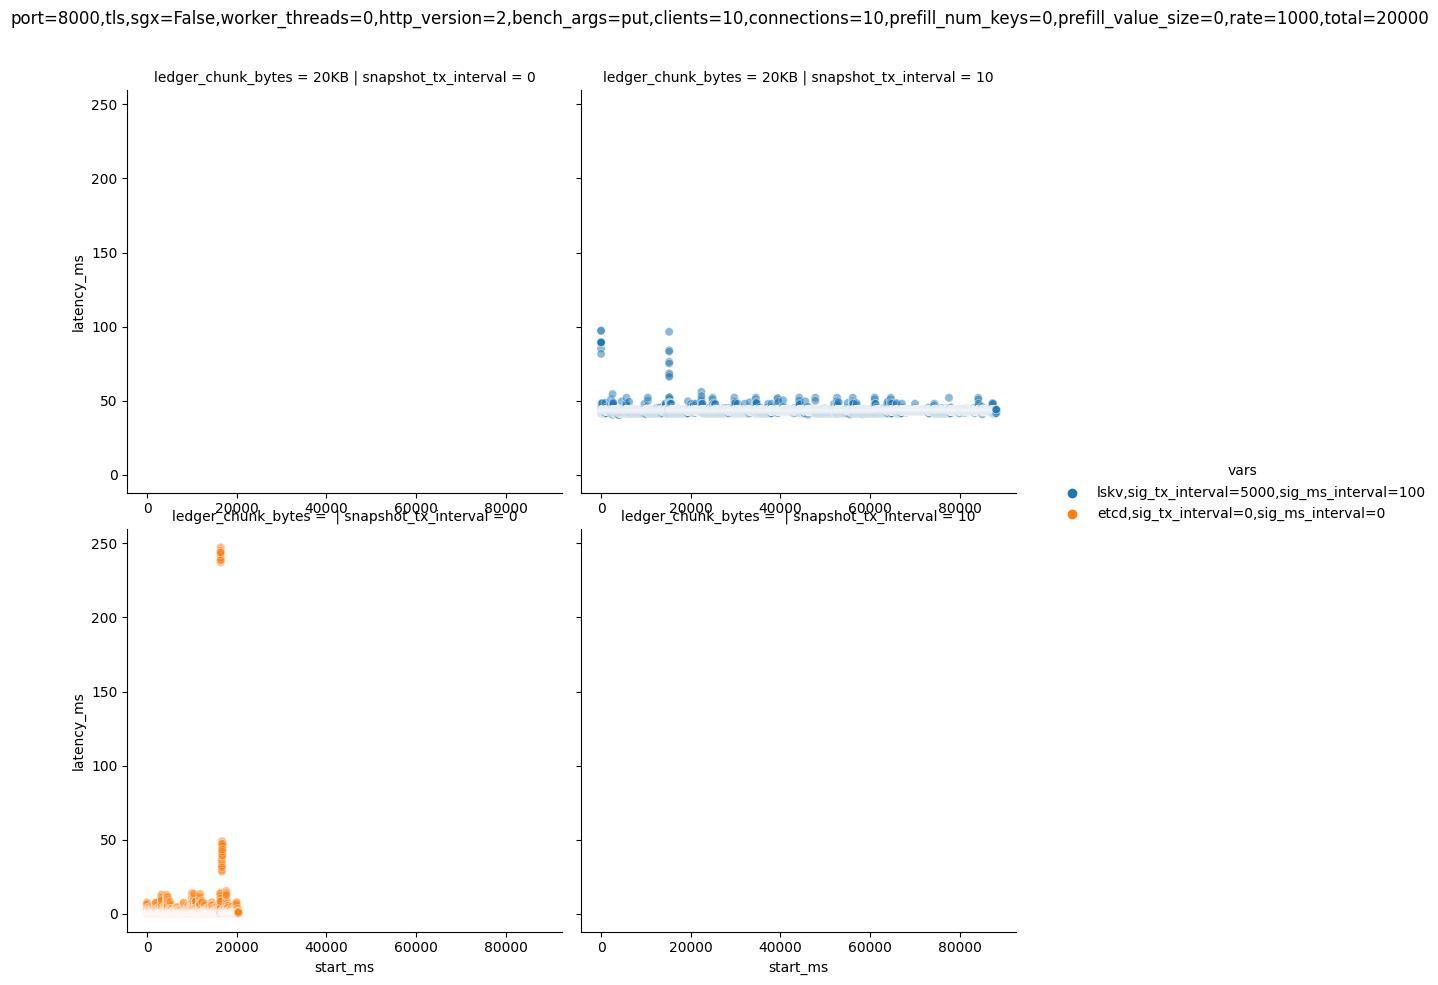 port=8000,tls,sgx=False,worker_threads=0,http_version=2,bench_args=put,clients=10,connections=10,prefill_num_keys=0,prefill_value_size=0,rate=1000,total=20000
ledger_chunk_bytes = 20KB | snapshot_tx_interval = 0
ledger_chunk_bytes = 20KB | snapshot_tx_interval = 10
250
200
150
100
50
0
latency_ms
0 20000 40000 60000 80000
0 20000 40000 60000 80000
ledger_chunk_bytes =  | snapshot_tx_interval = 0
ledger_chunk_bytes =  | snapshot_tx_interval = 10
250
200
150
100
50
0
latency_ms
0 20000 40000 60000 80000
start_ms
0 20000 40000 60000 80000
start_ms
vars
lskv,sig_tx_interval=5000,sig_ms_interval=100
etcd,sig_tx_interval=0,sig_ms_interval=0